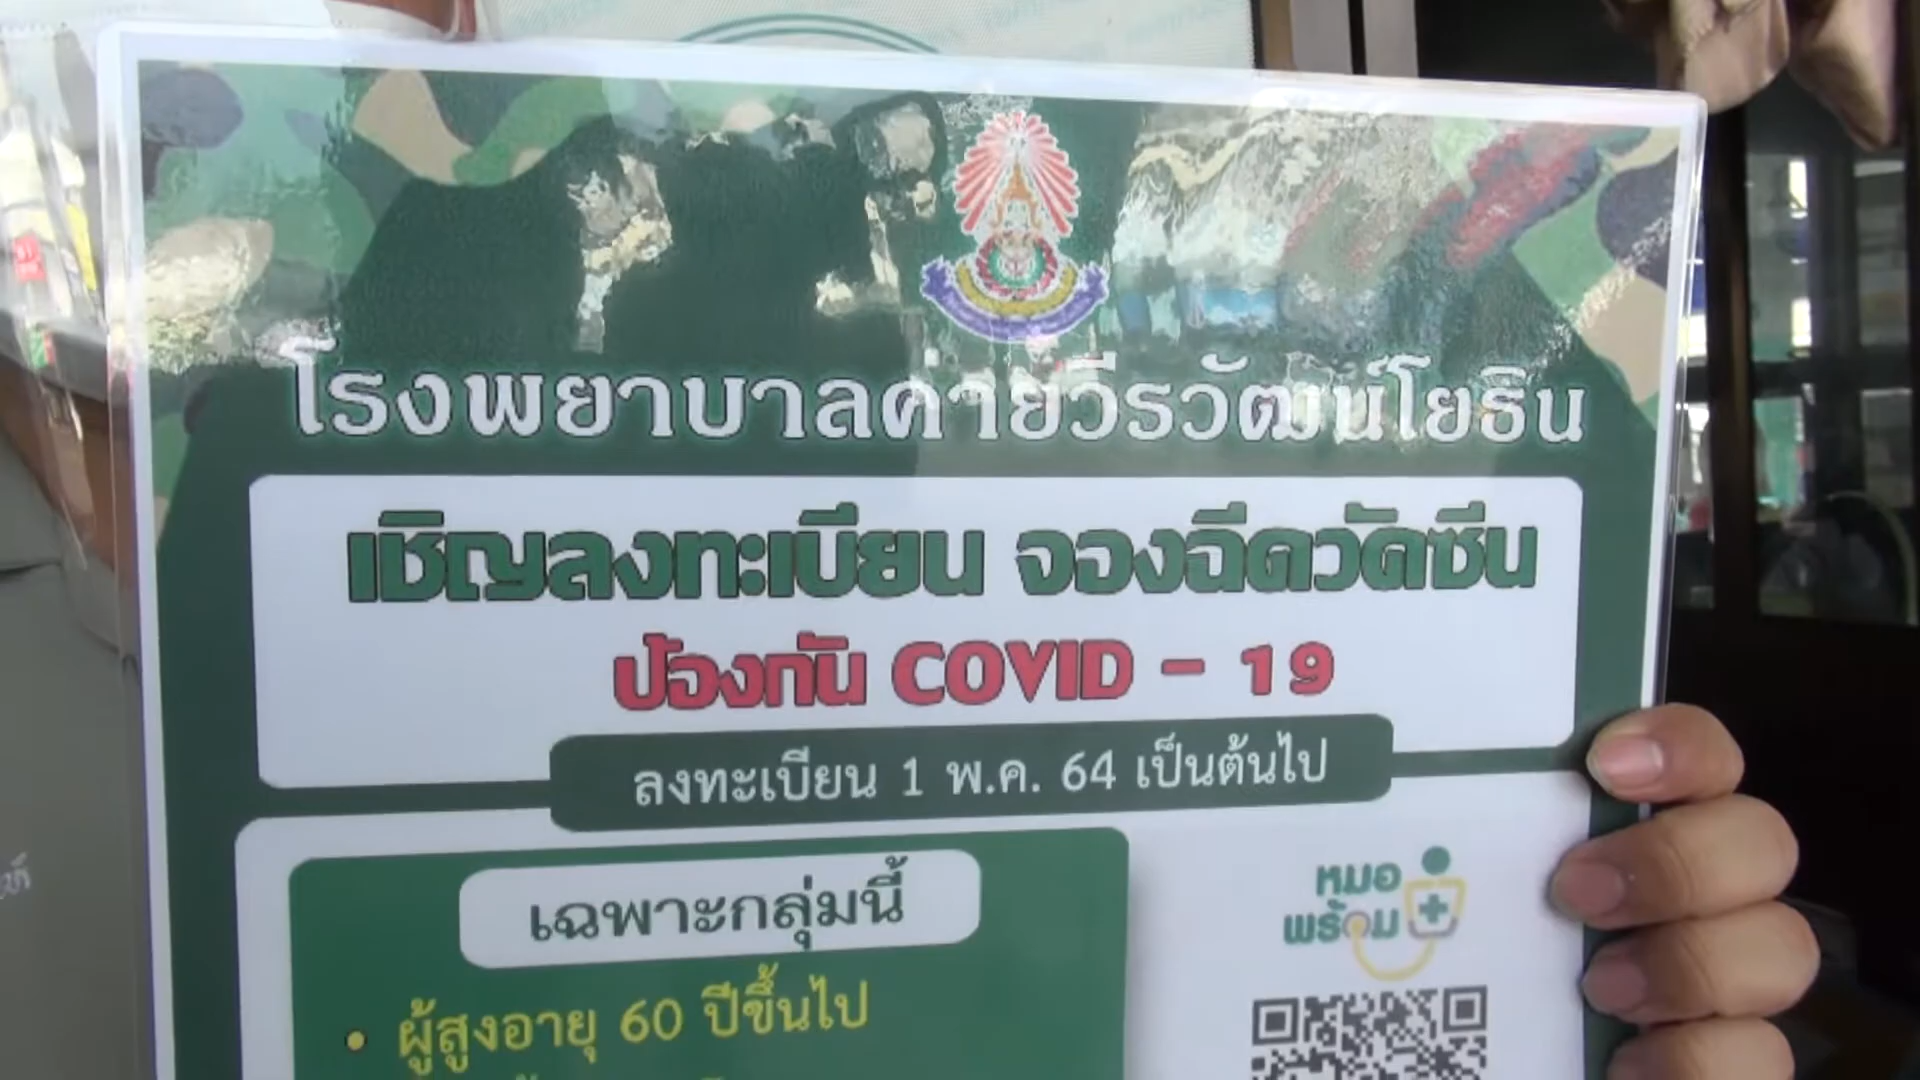 โรงพยาบาลค่ายวีรวัฒน์โยธิน
เชิญลงทะเบียน จองฉีดวัคซีน
ป้องกัน COVID - 19
ลงทะเบียน 1 พ.ค. 64 เป็นต้นไป
เฉพาะกลุ่มนี้
• ผู้สูงอายุ 60 ปีขึ้นไป
หมอ
พร้อม